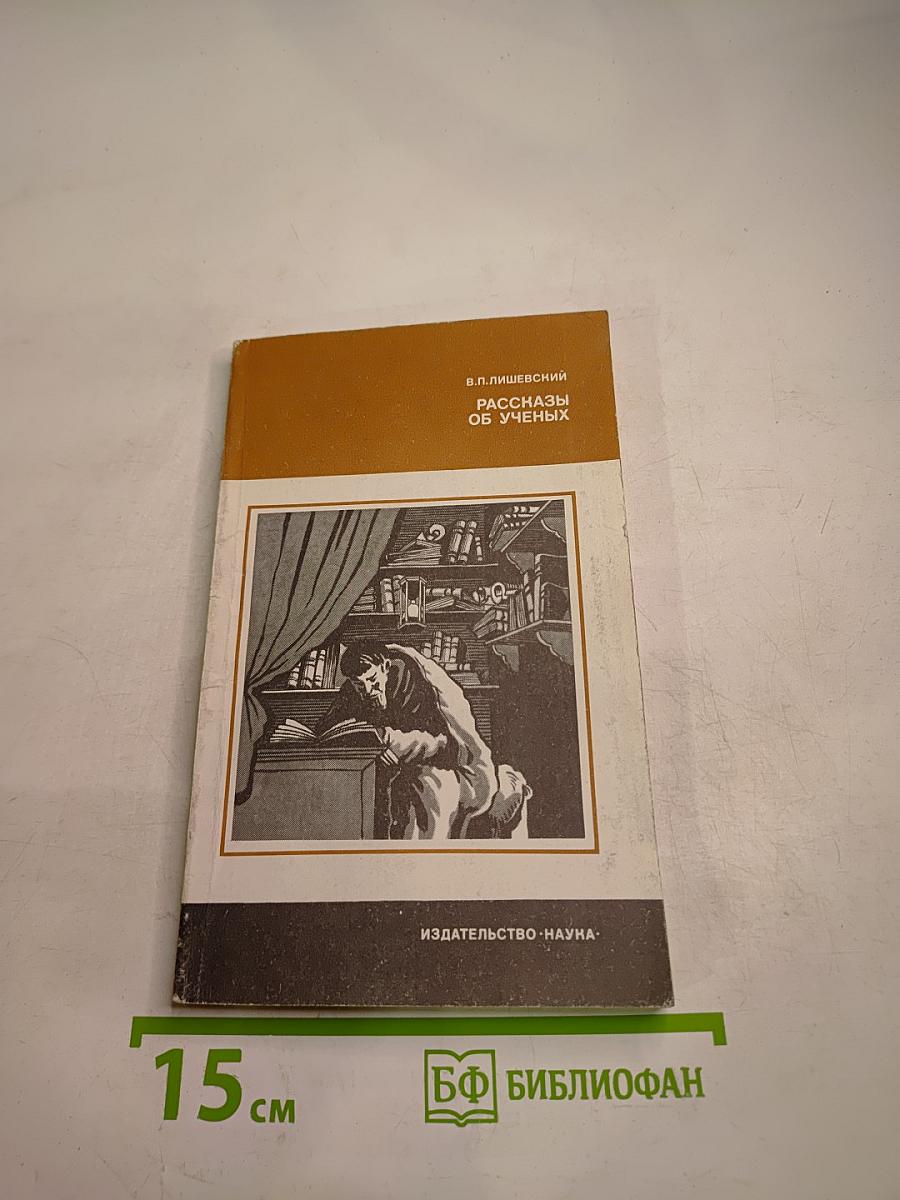 В.П.ЛИШЕВСКИЙ
РАССКАЗЫ
ОБ УЧЕНЫХ
ИЗДАТЕЛЬСТВО·НАУКА·
15 см
БФ БИБЛИОФАН